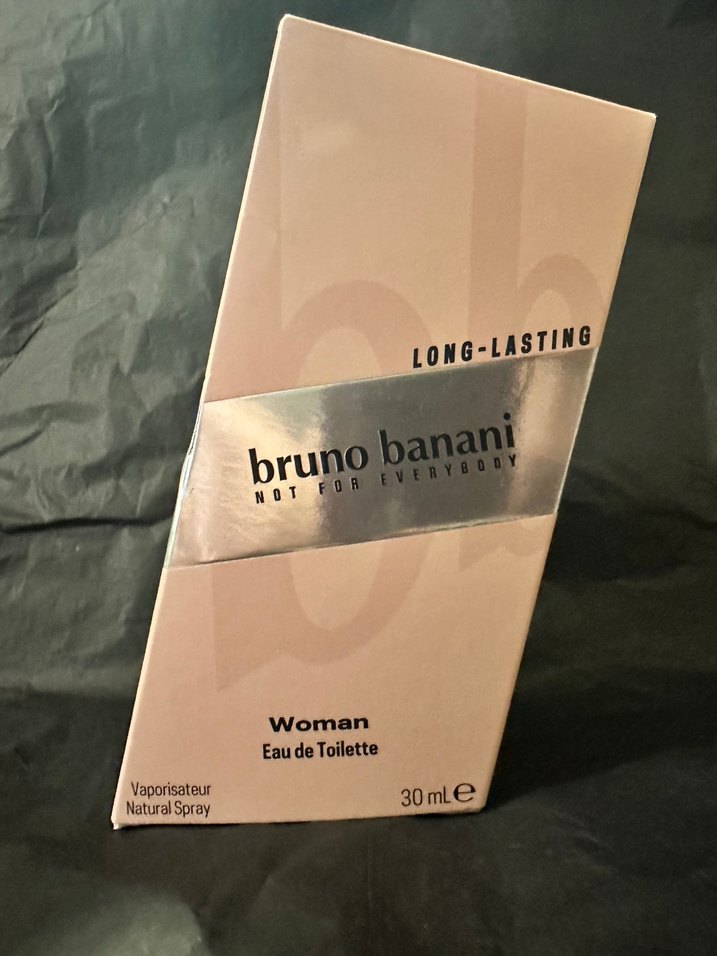 LONG-LASTING
bruno banani
NOT FOR EVERYBODY
Woman
Eau de Toilette
Vaporisateur
Natural Spray
30 mL℮